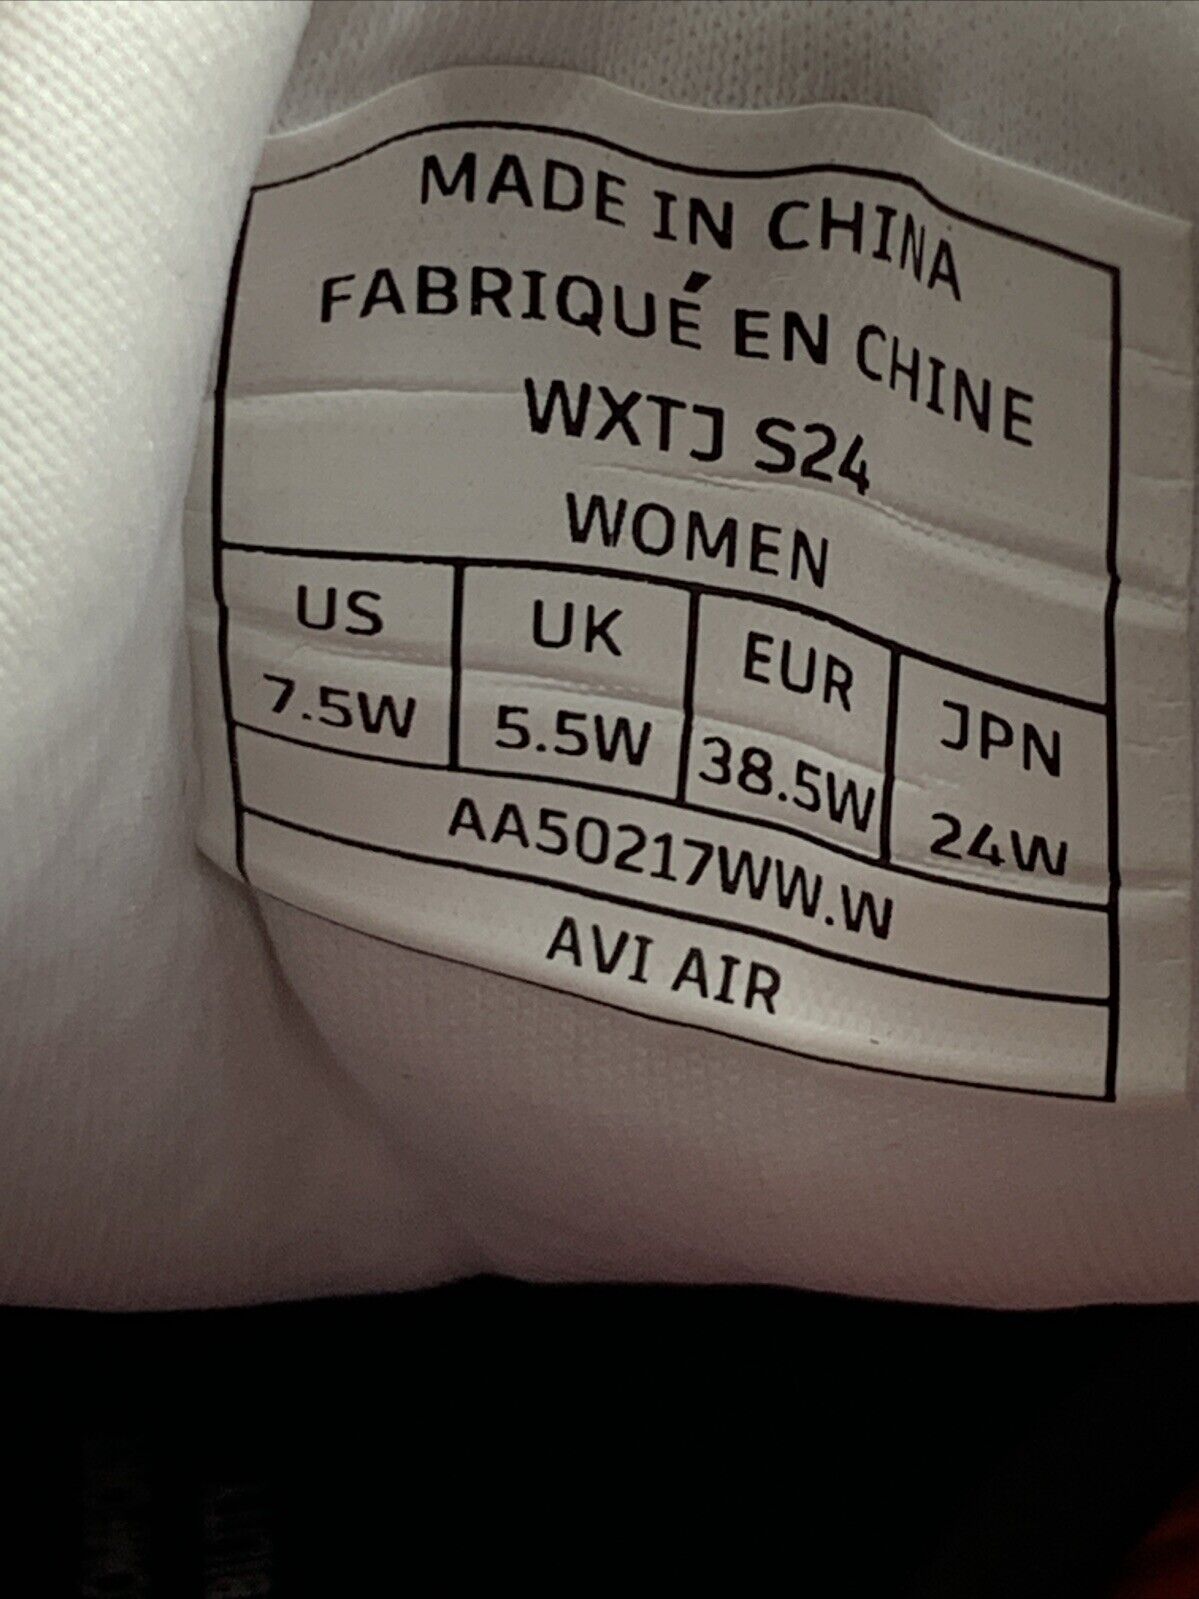 MADE IN CHINA
FABRIQUÉ EN CHINE
WXTJ S24
WOMEN
US UK EUR JPN
7.5W 5.5W 38.5W 24W
AA50217WW.W
AVI AIR